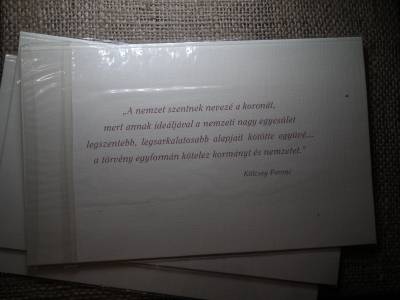 „A nemzet szentnek nevezé a koronát,
mert annak ideáljával a nemzeti nagy egyesület
legszentebb, legsarkalatosabb alapjait kötötte együvé...
a törvény egyformán kötelez kormányt és nemzetet."
Kölcsey Ferenc